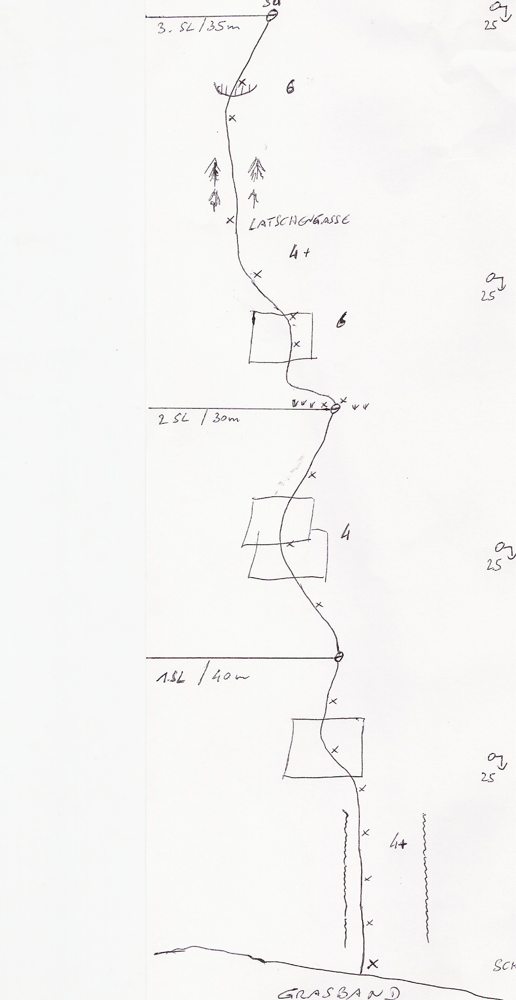 3. SL/35m
25
6
LATSCHENGASSE
4+
25
6
2 SL / 30m
4
25
1.SL / 40m
25
4+
GRASBAND